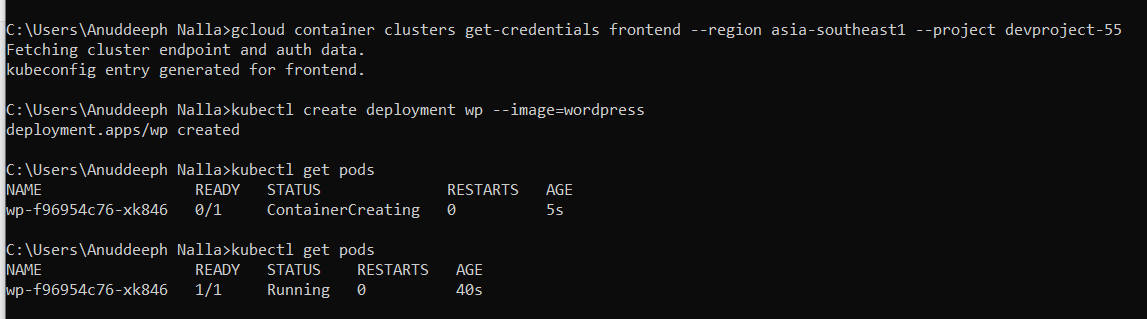 C:\Users\Anuddeeph Nalla>gcloud container clusters get-credentials frontend --region asia-southeast1 --project devproject-55
Fetching cluster endpoint and auth data.
kubeconfig entry generated for frontend.
C:\Users\Anuddeeph Nalla>kubectl create deployment wp --image=wordpress
deployment.apps/wp created
C:\Users\Anuddeeph Nalla>kubectl get pods
NAME READY STATUS RESTARTS AGE
wp-f96954c76-xk846 0/1 ContainerCreating 0 5s
C:\Users\Anuddeeph Nalla>kubectl get pods
NAME READY STATUS RESTARTS AGE
wp-f96954c76-xk846 1/1 Running 0 40s